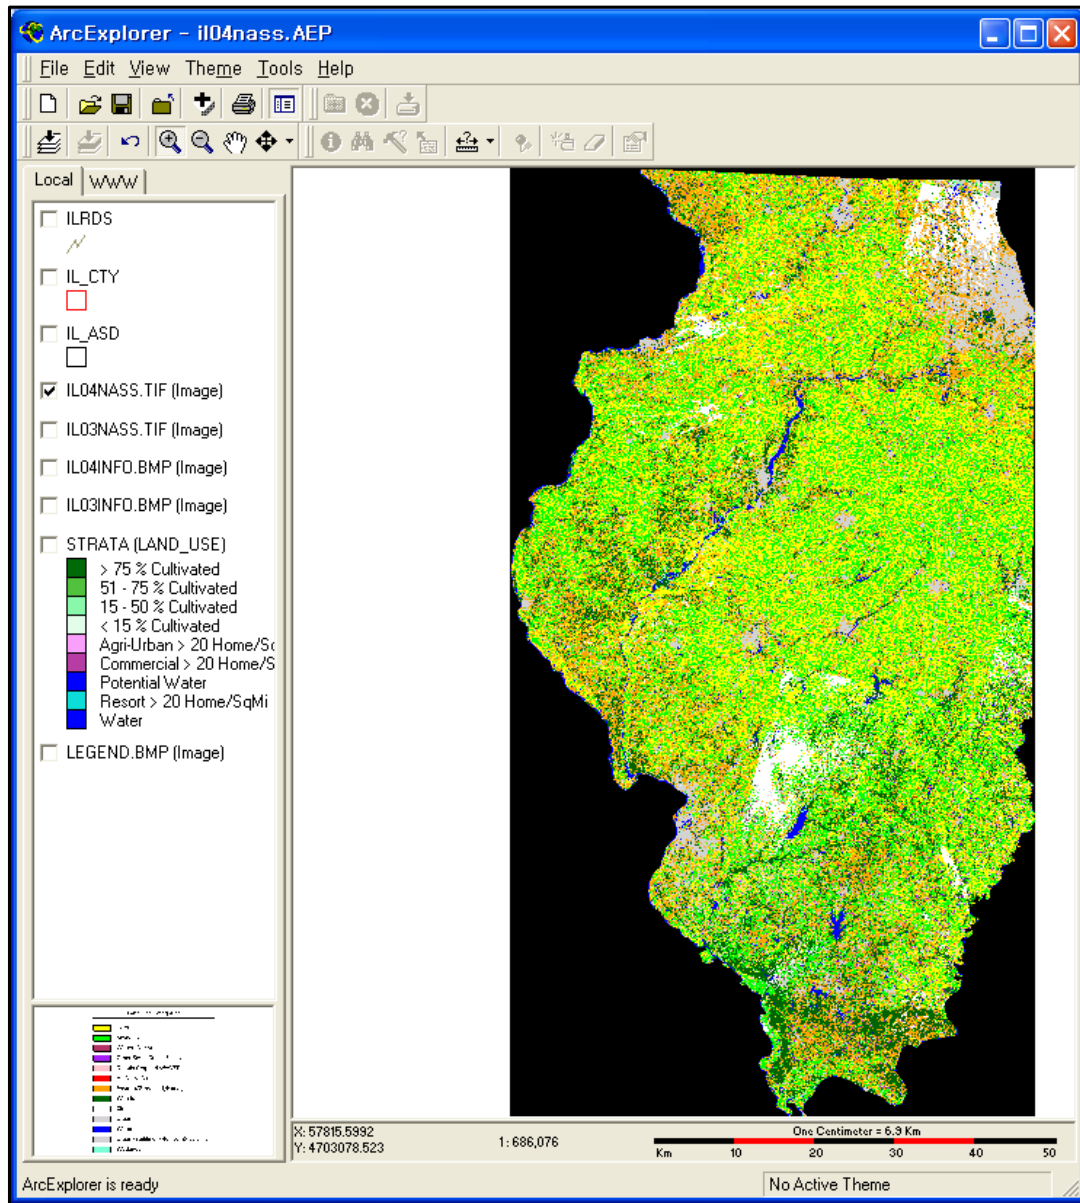 ArcExplorer - il04nass.AEP
File Edit View Theme Tools Help
Local WWW
ILRDS
IL_CTY
IL_ASD
IL04NASS.TIF (Image)
IL03NASS.TIF (Image)
IL04INFO.BMP (Image)
IL03INFO.BMP (Image)
STRATA (LAND_USE)
> 75 % Cultivated
51 - 75 % Cultivated
15 - 50 % Cultivated
< 15 % Cultivated
Agri-Urban > 20 Home/Sc
Commercial > 20 Home/S
Potential Water
Resort > 20 Home/SqMi
Water
LEGEND.BMP (Image)
X: 57815.5992
Y: 4703078.523
1: 686,076
One Centimeter = 6.9 Km
Km 10 20 30 40 50
ArcExplorer is ready
No Active Theme